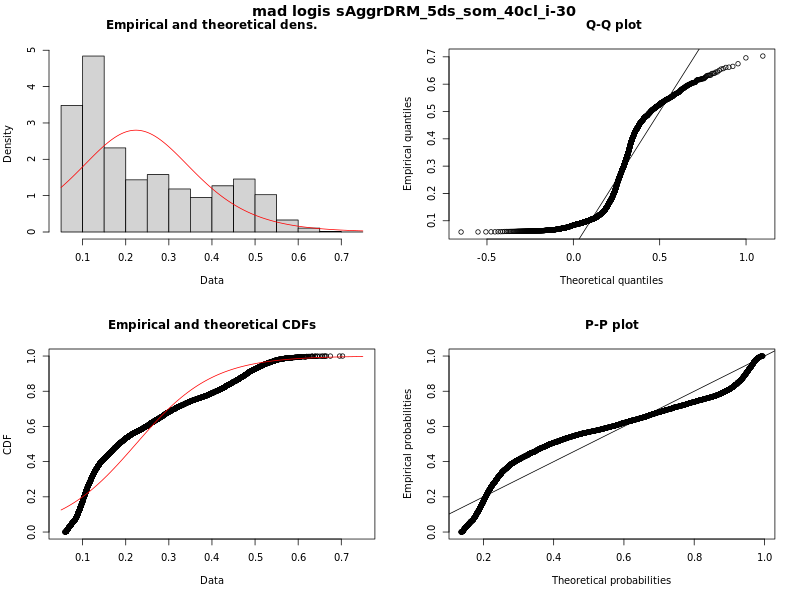 mad logis sAggrDRM_5ds_som_40cl_i-30
Empirical and theoretical dens.
Density
0 1 2 3 4 5
0.1 0.2 0.3 0.4 0.5 0.6 0.7
Data
Q-Q plot
Empirical quantiles
0.1 0.2 0.3 0.4 0.5 0.6 0.7
-0.5 0.0 0.5 1.0
Theoretical quantiles
Empirical and theoretical CDFs
CDF
0.0 0.2 0.4 0.6 0.8 1.0
0.1 0.2 0.3 0.4 0.5 0.6 0.7
Data
P-P plot
Empirical probabilities
0.0 0.2 0.4 0.6 0.8 1.0
0.2 0.4 0.6 0.8 1.0
Theoretical probabilities